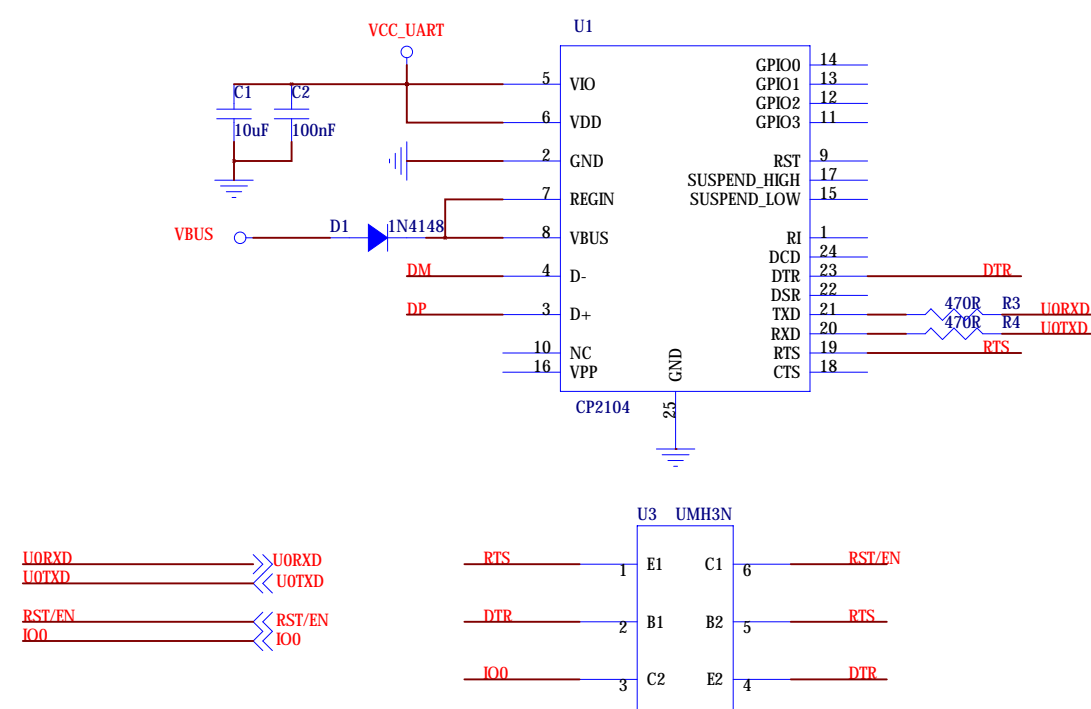 VCC_UART
U1
C1
10uF
C2
100nF
VBUS
D1
1N4148
DM
DP
5 VIO
6 VDD
2 GND
7 REGIN
8 VBUS
4 D-
3 D+
10 NC
16 VPP
GND
25
CP2104
GPIO0 14
GPIO1 13
GPIO2 12
GPIO3 11
RST 9
SUSPEND_HIGH 17
SUSPEND_LOW 15
RI 1
DCD 24
DTR 23 DTR
DSR 22
TXD 21 470R R3 U0RXD
RXD 20 470R R4 U0TXD
RTS 19 RTS
CTS 18
U0RXD U0RXD
U0TXD U0TXD
RST/EN RST/EN
IO0 IO0
U3 UMH3N
RTS 1 E1 C1 6 RST/EN
DTR 2 B1 B2 5 RTS
IO0 3 C2 E2 4 DTR